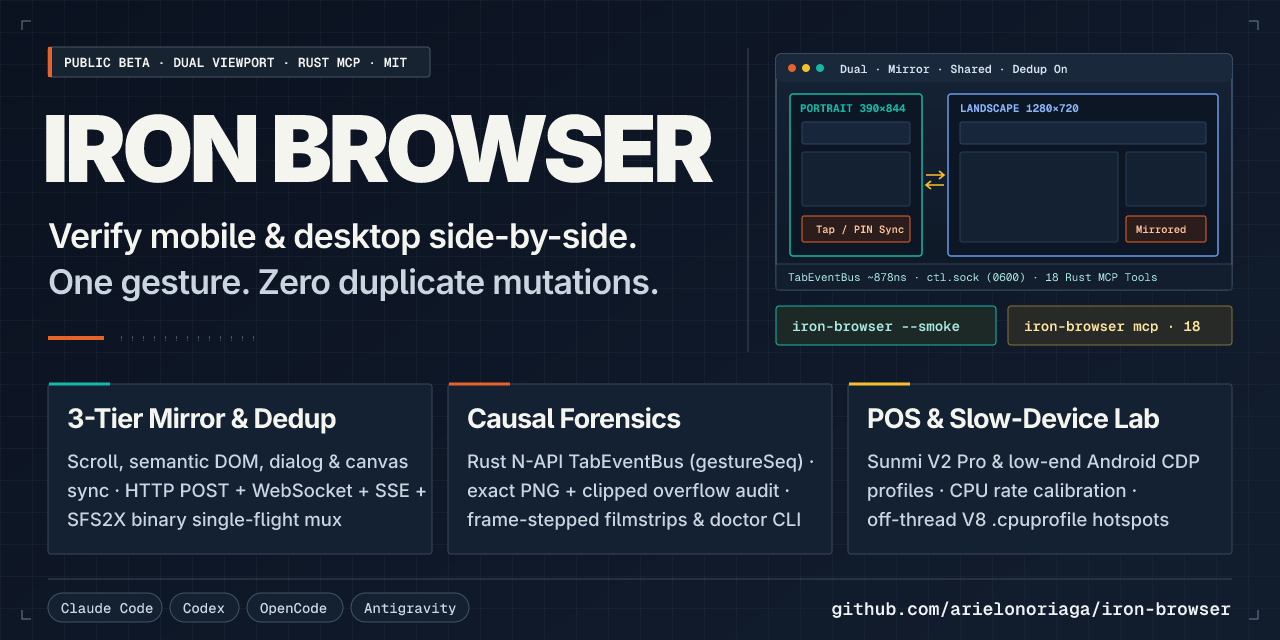 PUBLIC BETA · DUAL VIEWPORT · RUST MCP · MIT
IRON BROWSER
Verify mobile & desktop side-by-side.
One gesture. Zero duplicate mutations.
Dual · Mirror · Shared · Dedup On
PORTRAIT 390×844
LANDSCAPE 1280×720
Tap / PIN Sync
Mirrored
TabEventBus ~878ns · ctl.sock (0600) · 18 Rust MCP Tools
iron-browser --smoke
iron-browser mcp · 18
3-Tier Mirror & Dedup
Scroll, semantic DOM, dialog & canvas
sync · HTTP POST + WebSocket + SSE +
SFS2X binary single-flight mux
Causal Forensics
Rust N-API TabEventBus (gestureSeq) ·
exact PNG + clipped overflow audit ·
frame-stepped filmstrips & doctor CLI
POS & Slow-Device Lab
Sunmi V2 Pro & low-end Android CDP
profiles · CPU rate calibration ·
off-thread V8 .cpuprofile hotspots
Claude Code
Codex
OpenCode
Antigravity
github.com/arielonoriaga/iron-browser